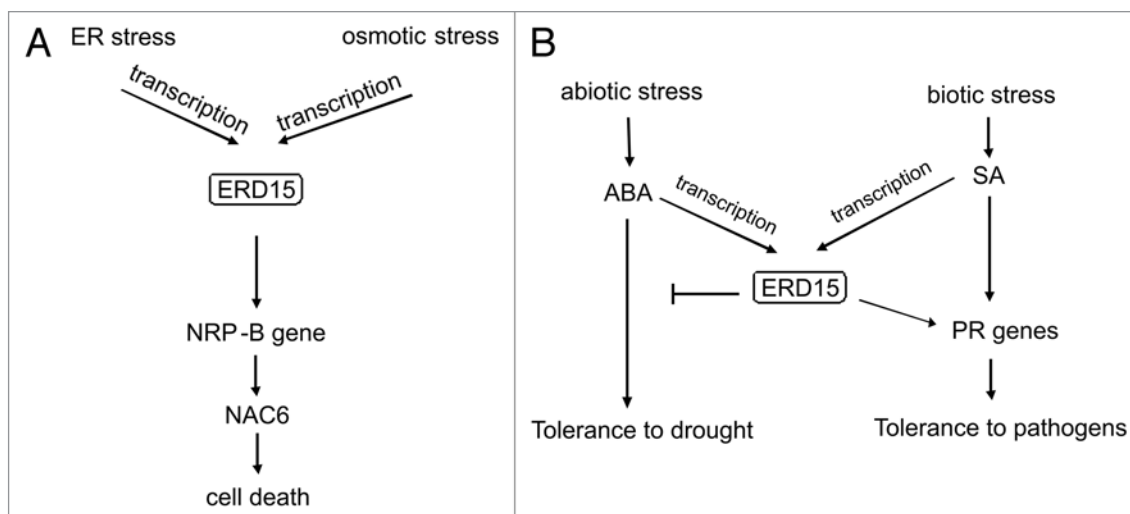 A
ER stress
osmotic stress
transcription
transcription
ERD15
NRP-B gene
NAC6
cell death
B
abiotic stress
biotic stress
ABA
SA
transcription
transcription
ERD15
PR genes
Tolerance to drought
Tolerance to pathogens